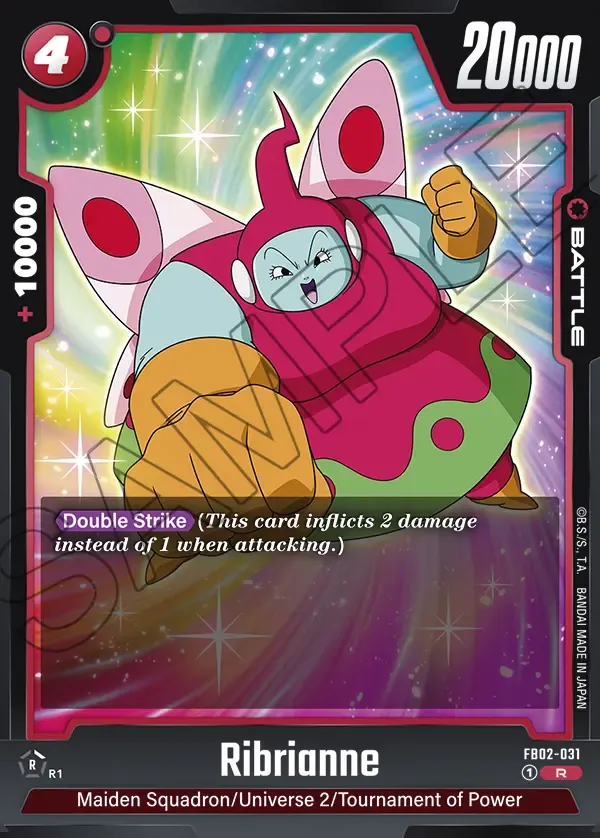 4
20000
+10000
BATTLE
SAMPLE
Double Strike (This card inflicts 2 damage
instead of 1 when attacking.)
©B.S./S., T.A. BANDAI MADE IN JAPAN
Ribrianne
FB02-031
R R1
1 R
Maiden Squadron/Universe 2/Tournament of Power